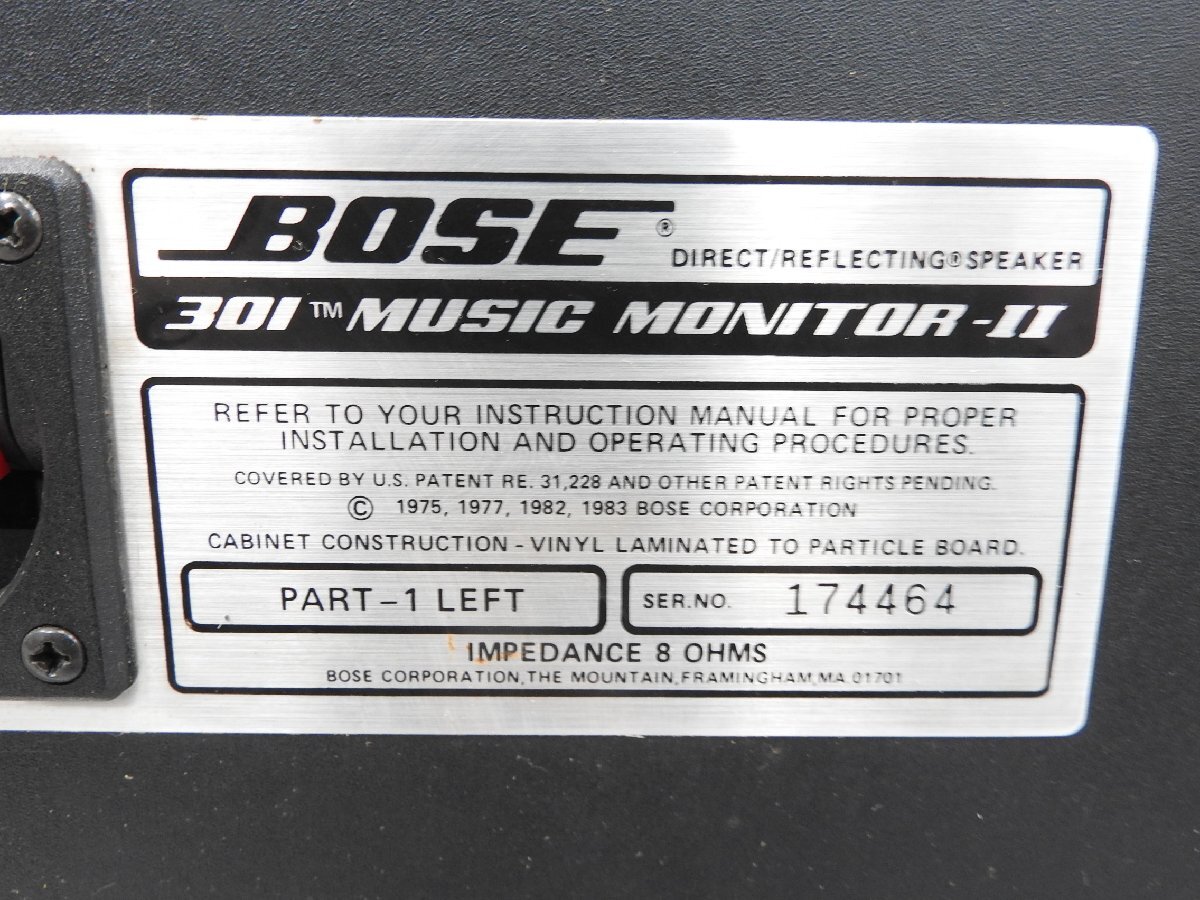 BOSE®
DIRECT/REFLECTING® SPEAKER
301™ MUSIC MONITOR-II
REFER TO YOUR INSTRUCTION MANUAL FOR PROPER
INSTALLATION AND OPERATING PROCEDURES.
COVERED BY U.S. PATENT RE. 31,228 AND OTHER PATENT RIGHTS PENDING.
© 1975, 1977, 1982, 1983 BOSE CORPORATION
CABINET CONSTRUCTION - VINYL LAMINATED TO PARTICLE BOARD.
PART-1 LEFT
SER.NO. 174464
IMPEDANCE 8 OHMS
BOSE CORPORATION, THE MOUNTAIN, FRAMINGHAM, MA 01701